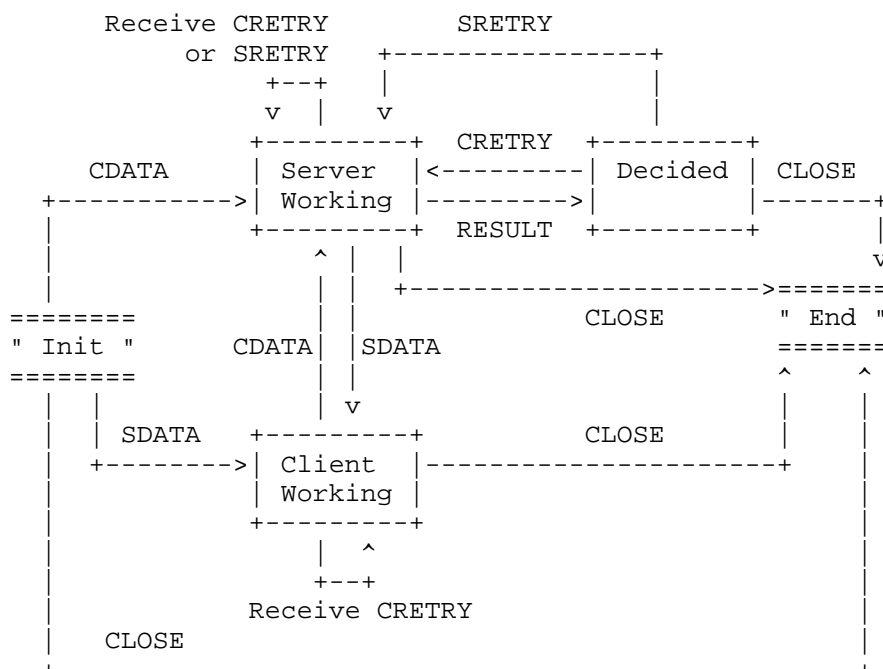 Receive CRETRY SRETRY
or SRETRY
CRETRY
CDATA Server Decided CLOSE
Working
RESULT
CLOSE " End "
" Init " CDATA SDATA
SDATA CLOSE
Client
Working
Receive CRETRY
CLOSE